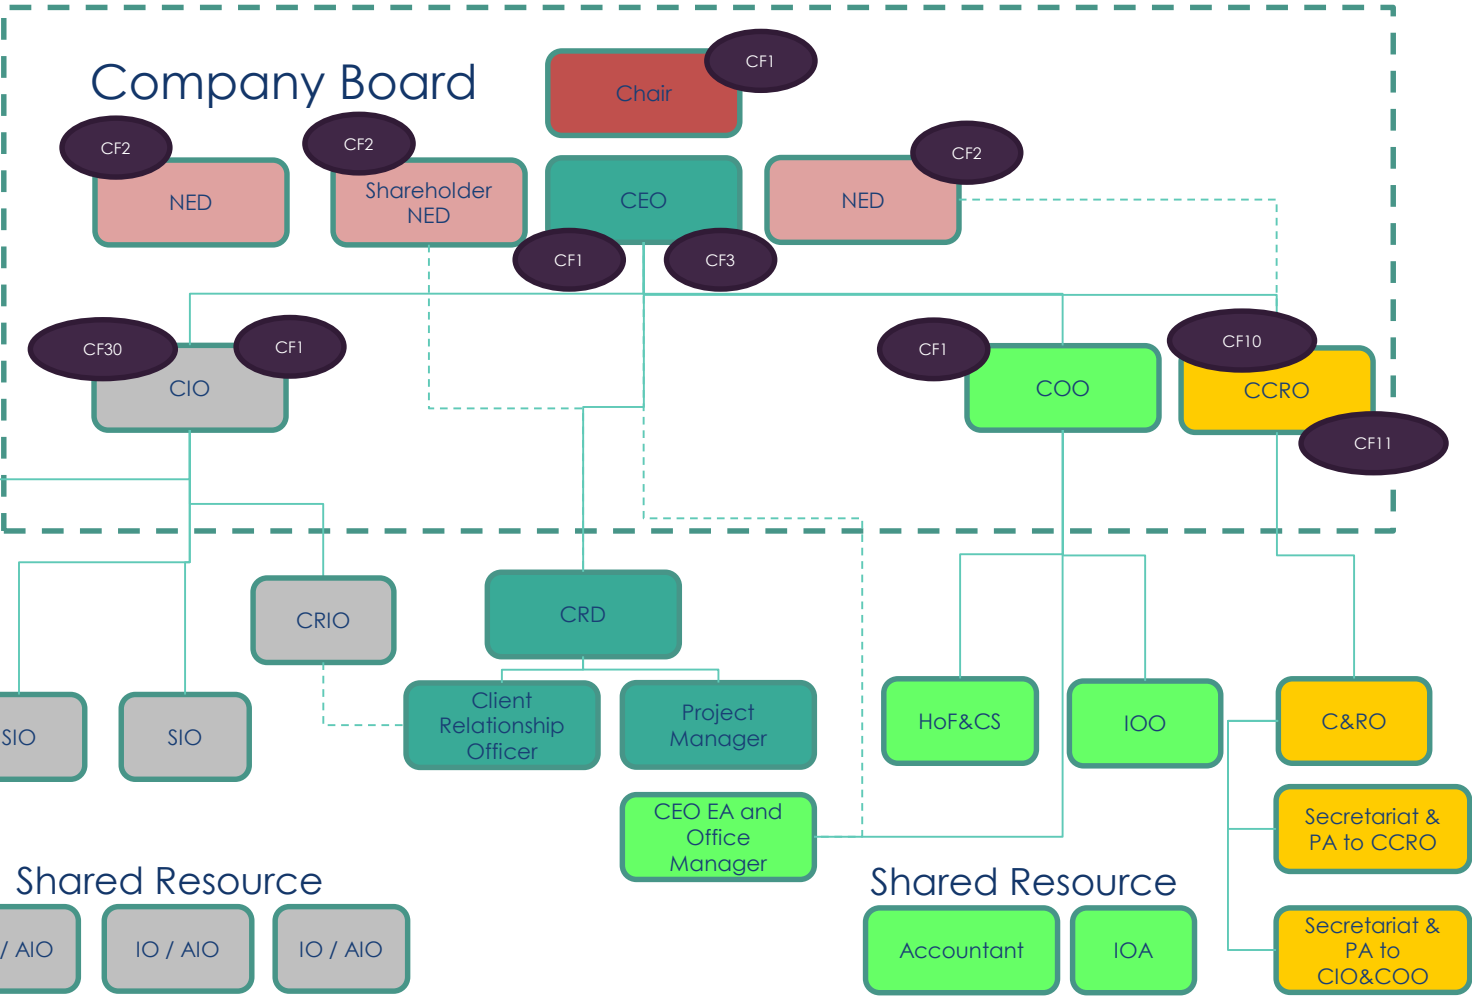 Company Board
CF1
Chair
CF2
NED
CF2
Shareholder
NED
CEO
CF1
CF3
CF2
NED
CF30
CF1
CIO
CF1
COO
CF10
CCRO
CF11
CRIO
CRD
SIO
SIO
Client
Relationship
Officer
Project
Manager
HoF&CS
IOO
C&RO
CEO EA and
Office
Manager
Secretariat &
PA to CCRO
Shared Resource
/ AIO
IO / AIO
IO / AIO
Shared Resource
Accountant
IOA
Secretariat &
PA to
CIO&COO